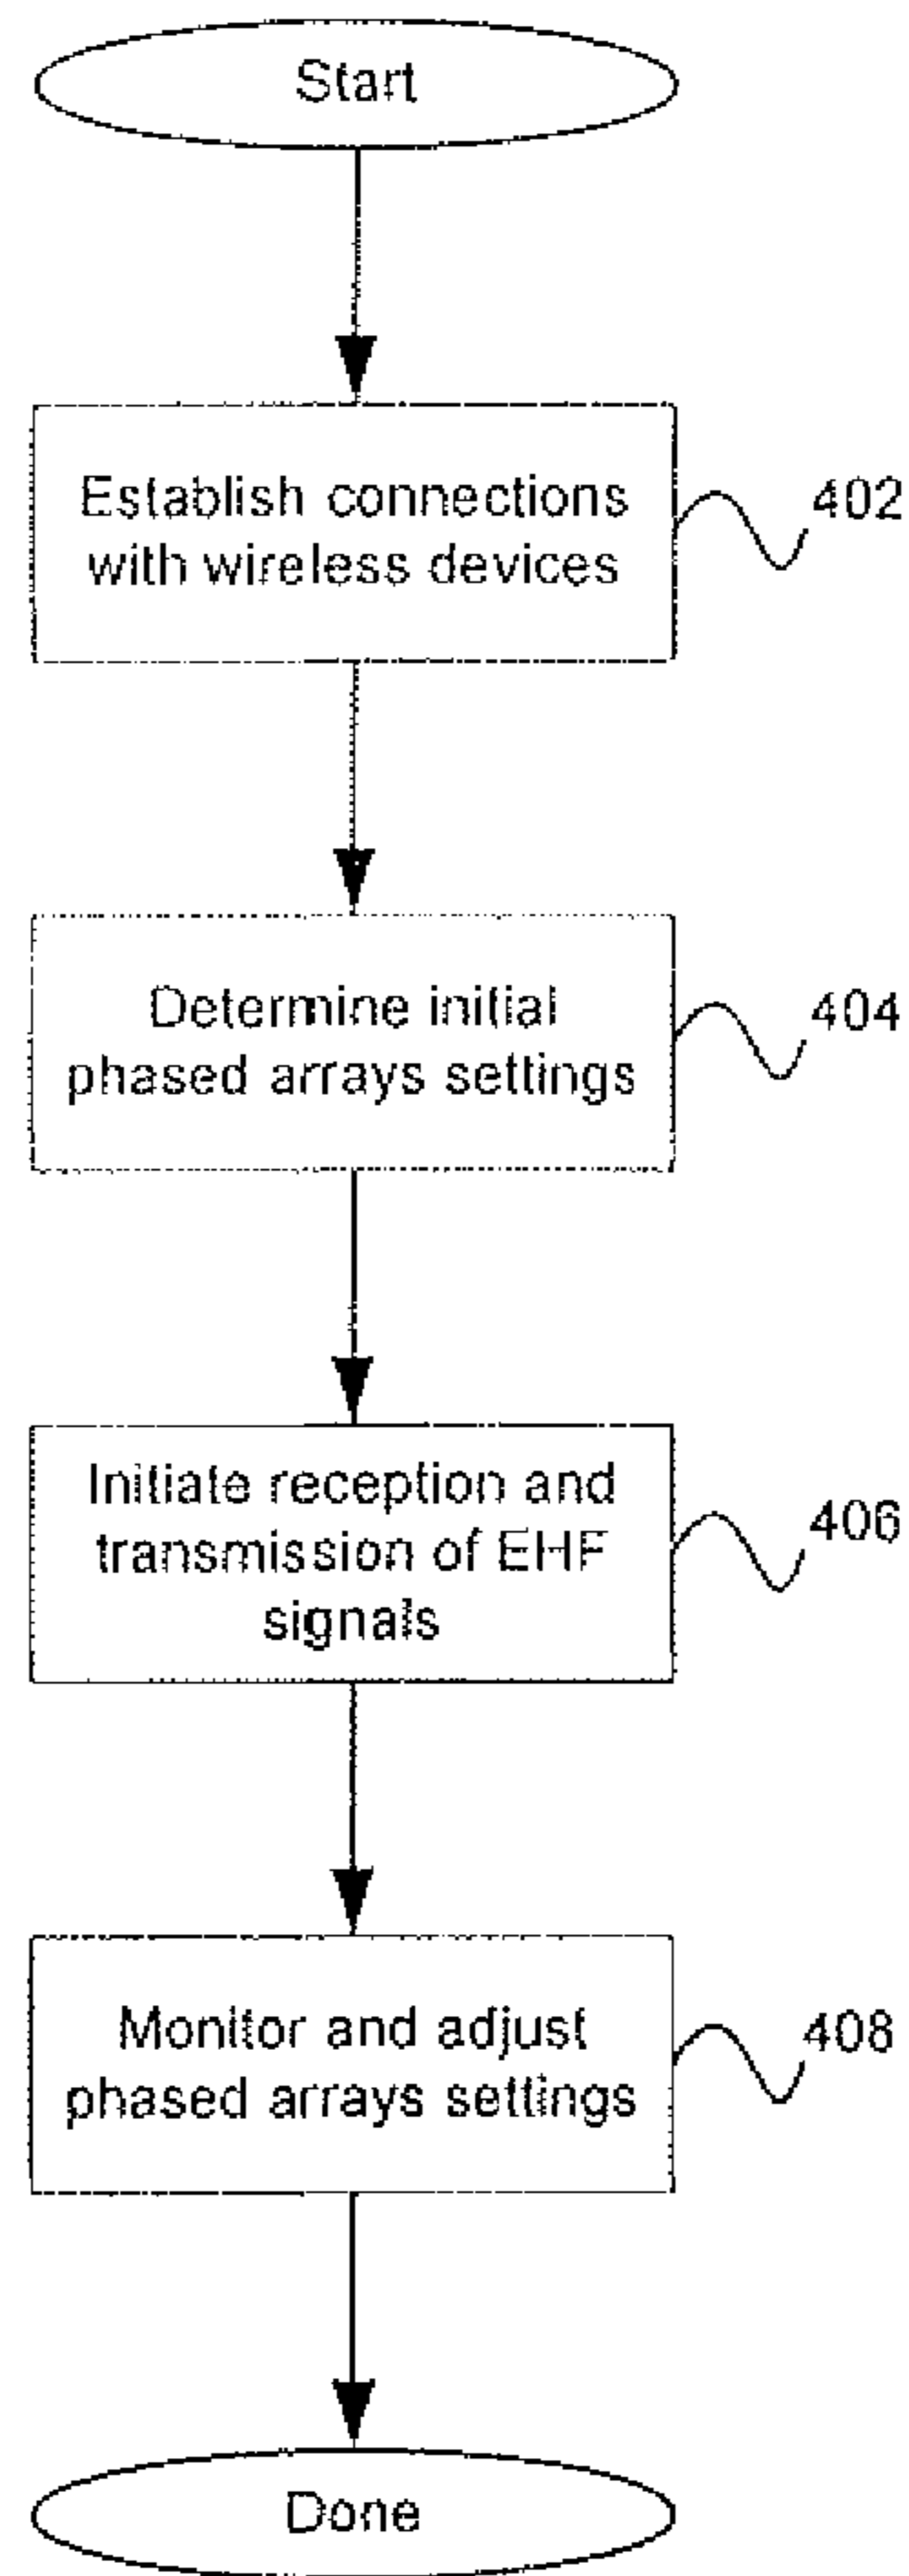 Start
Establish connections
with wireless devices
402
Determine initial
phased arrays settings
404
Initiate reception and
transmission of EHF
signals
406
Monitor and adjust
phased arrays settings
408
Done